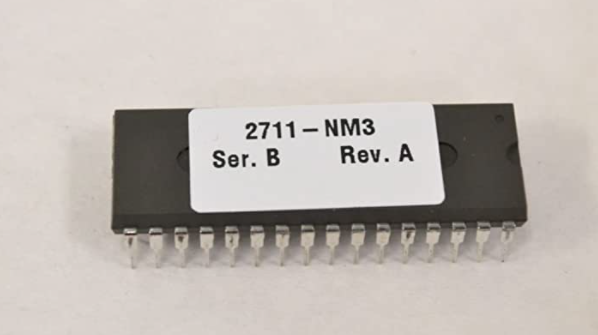 2711-NM3
Ser. B Rev. A